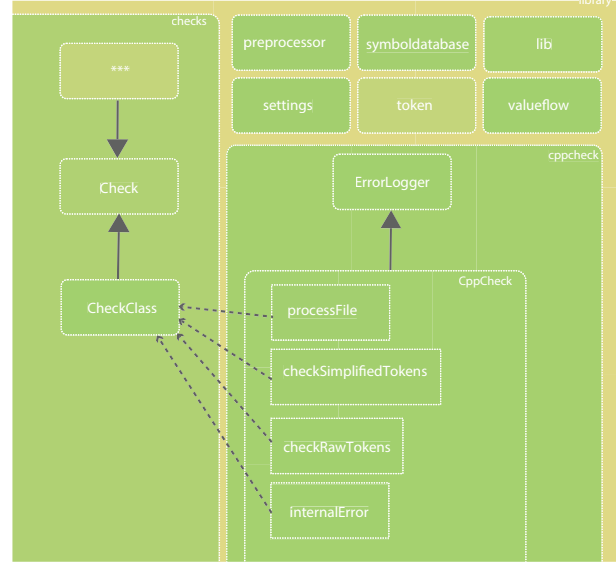 library
checks
preprocessor
symboldatabase
lib
***
settings
token
valueflow
cppcheck
ErrorLogger
Check
CppCheck
CheckClass
processFile
checkSimplifiedTokens
checkRawTokens
internalError